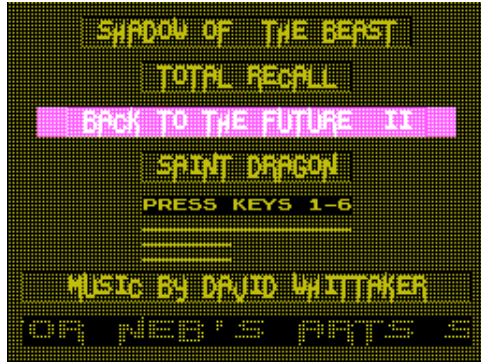 SHADOW OF THE BEAST
TOTAL RECALL
BACK TO THE FUTURE II
SAINT DRAGON
PRESS KEYS 1-6
MUSIC BY DAVID WHITTAKER
OR NEB'S ARTS S